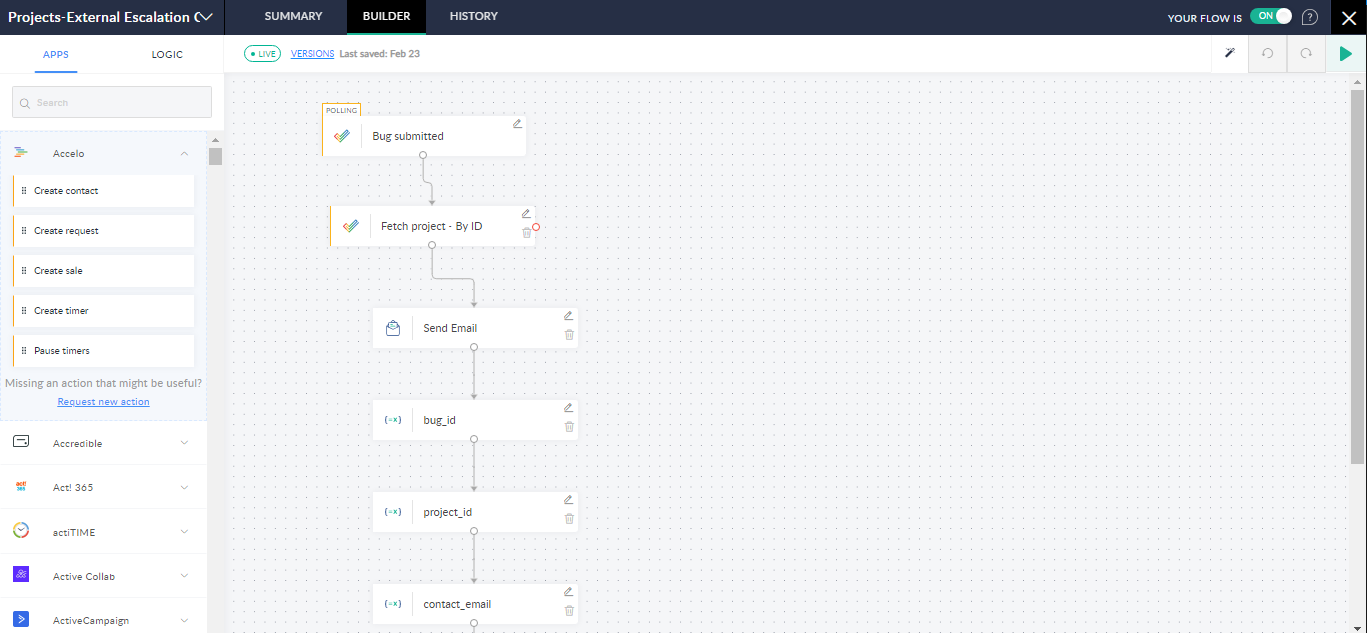 Projects-External Escalation
SUMMARY
BUILDER
HISTORY
YOUR FLOW IS
ON
?
APPS
LOGIC
LIVE
VERSIONS
Last saved: Feb 23
Search
Accelo
Create contact
Create request
Create sale
Create timer
Pause timers
Missing an action that might be useful?
Request new action
Accredible
act!
365
Act! 365
actiTIME
Active Collab
ActiveCampaign
POLLING
Bug submitted
Fetch project - By ID
Send Email
(=x)
bug_id
(=x)
project_id
(=x)
contact_email